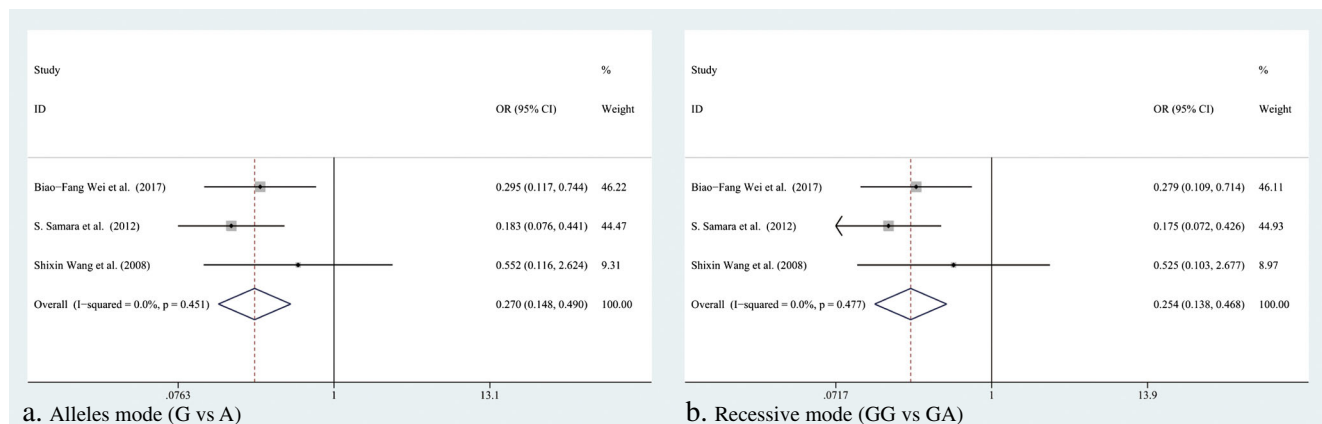 Study %
ID OR (95% CI) Weight
Biao−Fang Wei et al. (2017) 0.295 (0.117, 0.744) 46.22
S. Samara et al. (2012) 0.183 (0.076, 0.441) 44.47
Shixin Wang et al. (2008) 0.552 (0.116, 2.624) 9.31
Overall (I−squared = 0.0%, p = 0.451) 0.270 (0.148, 0.490) 100.00
.0763 1 13.1
a. Alleles mode (G vs A)
Study %
ID OR (95% CI) Weight
Biao−Fang Wei et al. (2017) 0.279 (0.109, 0.714) 46.11
S. Samara et al. (2012) 0.175 (0.072, 0.426) 44.93
Shixin Wang et al. (2008) 0.525 (0.103, 2.677) 8.97
Overall (I−squared = 0.0%, p = 0.477) 0.254 (0.138, 0.468) 100.00
.0717 1 13.9
b. Recessive mode (GG vs GA)